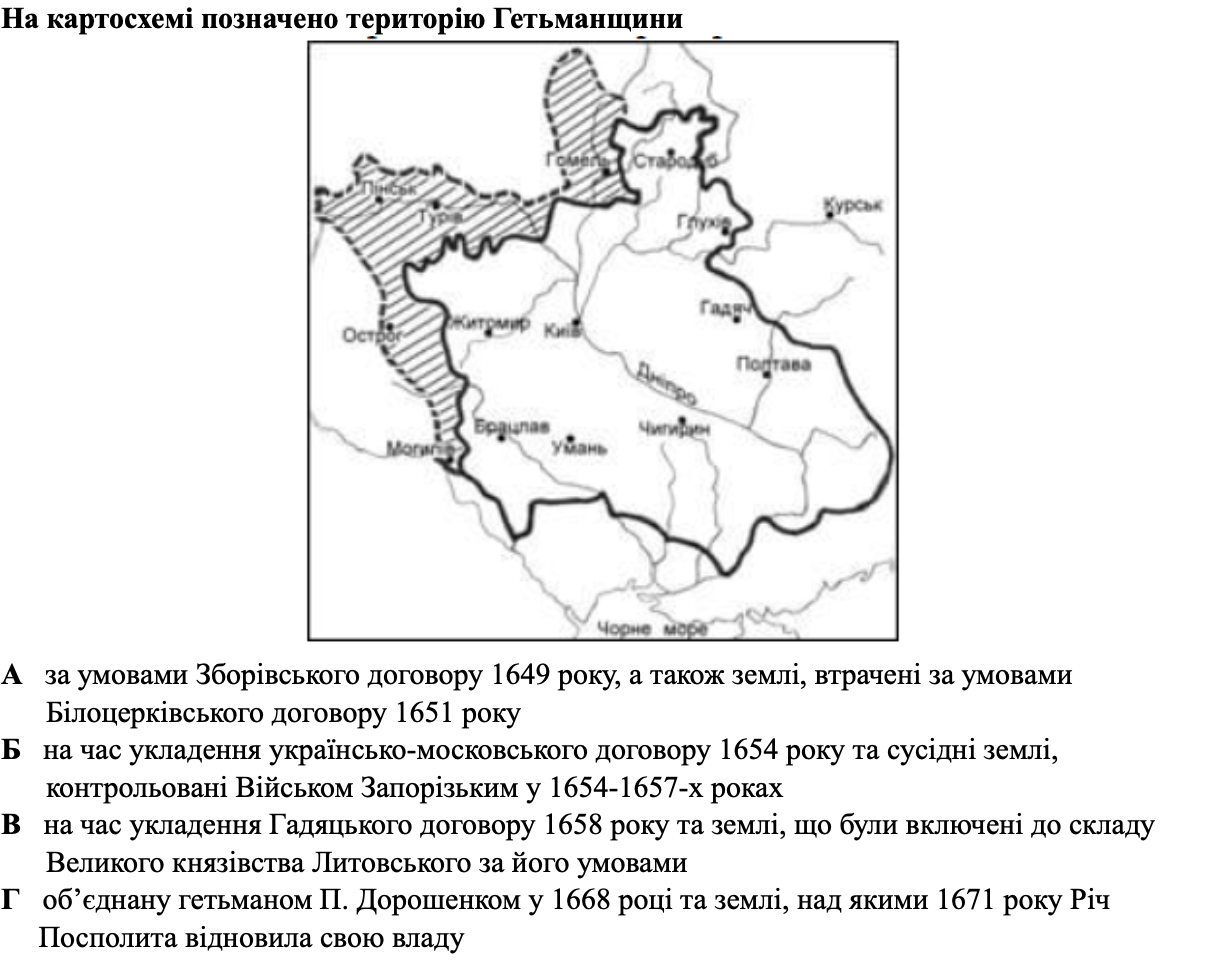 На картосхемі позначено територію Гетьманщини
Гомель
Стародуб
Пінськ
Турів
Глухів
Курськ
Гадяч
Житомир
Київ
Острог
Полтава
Дніпро
Брацлав
Чигирин
Умань
Могилів
Чорне море
А за умовами Зборівського договору 1649 року, а також землі, втрачені за умовами
Білоцерківського договору 1651 року
Б на час укладення українсько-московського договору 1654 року та сусідні землі,
контрольовані Військом Запорізьким у 1654-1657-х роках
В на час укладення Гадяцького договору 1658 року та землі, що були включені до складу
Великого князівства Литовського за його умовами
Г об’єднану гетьманом П. Дорошенком у 1668 році та землі, над якими 1671 року Річ
Посполита відновила свою владу